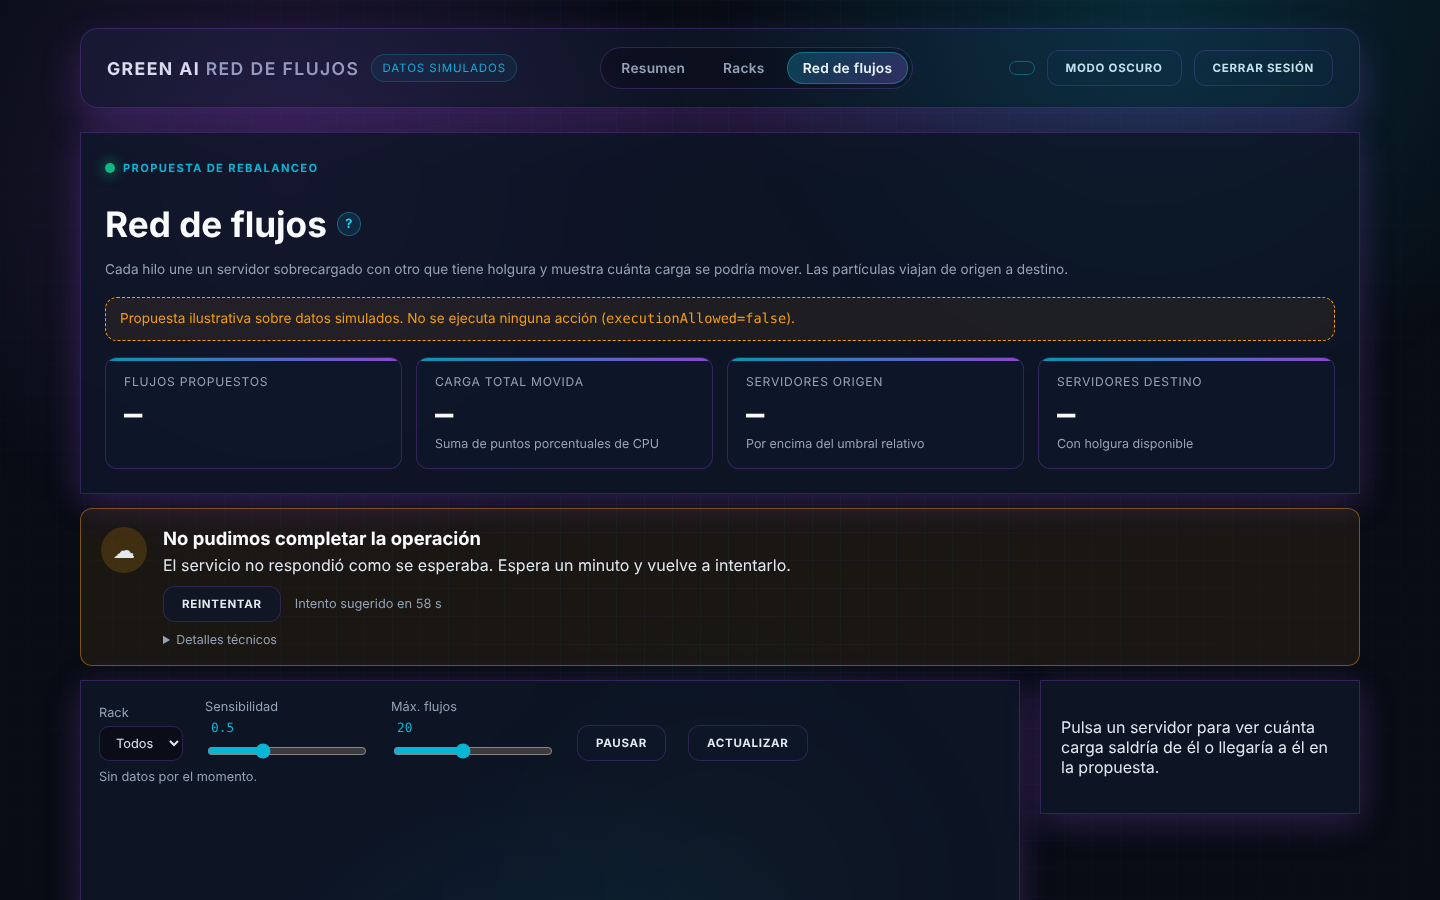 GREEN AI RED DE FLUJOS
DATOS SIMULADOS
Resumen
Racks
Red de flujos
MODO OSCURO
CERRAR SESIÓN
PROPUESTA DE REBALANCEO
Red de flujos ?
Cada hilo une un servidor sobrecargado con otro que tiene holgura y muestra cuánta carga se podría mover. Las partículas viajan de origen a destino.
Propuesta ilustrativa sobre datos simulados. No se ejecuta ninguna acción (executionAllowed=false).
FLUJOS PROPUESTOS
—
CARGA TOTAL MOVIDA
—
Suma de puntos porcentuales de CPU
SERVIDORES ORIGEN
—
Por encima del umbral relativo
SERVIDORES DESTINO
—
Con holgura disponible
No pudimos completar la operación
El servicio no respondió como se esperaba. Espera un minuto y vuelve a intentarlo.
REINTENTAR
Intento sugerido en 58 s
Detalles técnicos
Rack
Todos
Sensibilidad
0.5
Máx. flujos
20
PAUSAR
ACTUALIZAR
Sin datos por el momento.
Pulsa un servidor para ver cuánta
carga saldría de él o llegaría a él en
la propuesta.